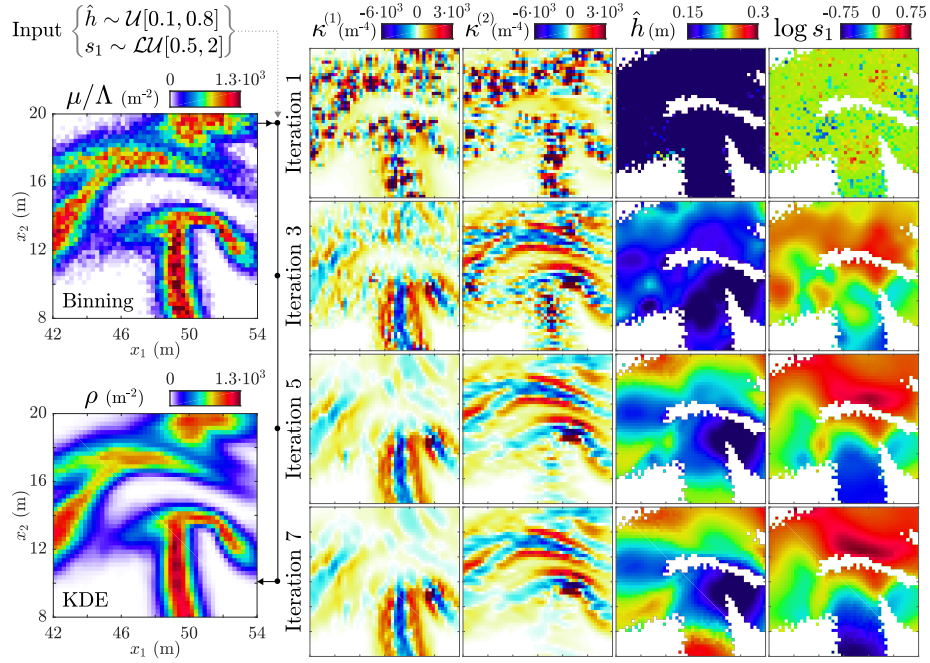 Input { ĥ ∼ 𝒰[0.1, 0.8]
s₁ ∼ ℒ𝒰[0.5, 2] }
μ/Λ (m⁻²) 0 1.3·10³
20
16
12
8
x₂ (m)
Binning
42 46 50 54
x₁ (m)
ρ (m⁻²) 0 1.3·10³
20
16
12
8
x₂ (m)
KDE
42 46 50 54
x₁ (m)
κ⁽¹⁾ (m⁻⁴) -6·10³ 3·10³
κ⁽²⁾ (m⁻⁴) -6·10³ 3·10³
ĥ (m) 0.15 0.3
log s₁ -0.75 0.75
Iteration 1
Iteration 3
Iteration 5
Iteration 7